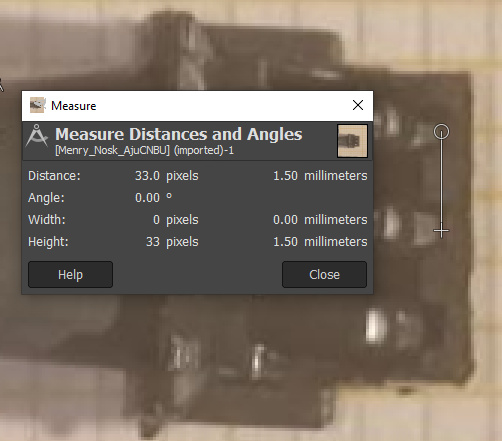 Measure
Measure Distances and Angles
[Menry_Nosk_AjuCNBU] (imported)-1
Distance: 33.0 pixels 1.50 millimeters
Angle: 0.00 º
Width: 0 pixels 0.00 millimeters
Height: 33 pixels 1.50 millimeters
Help Close